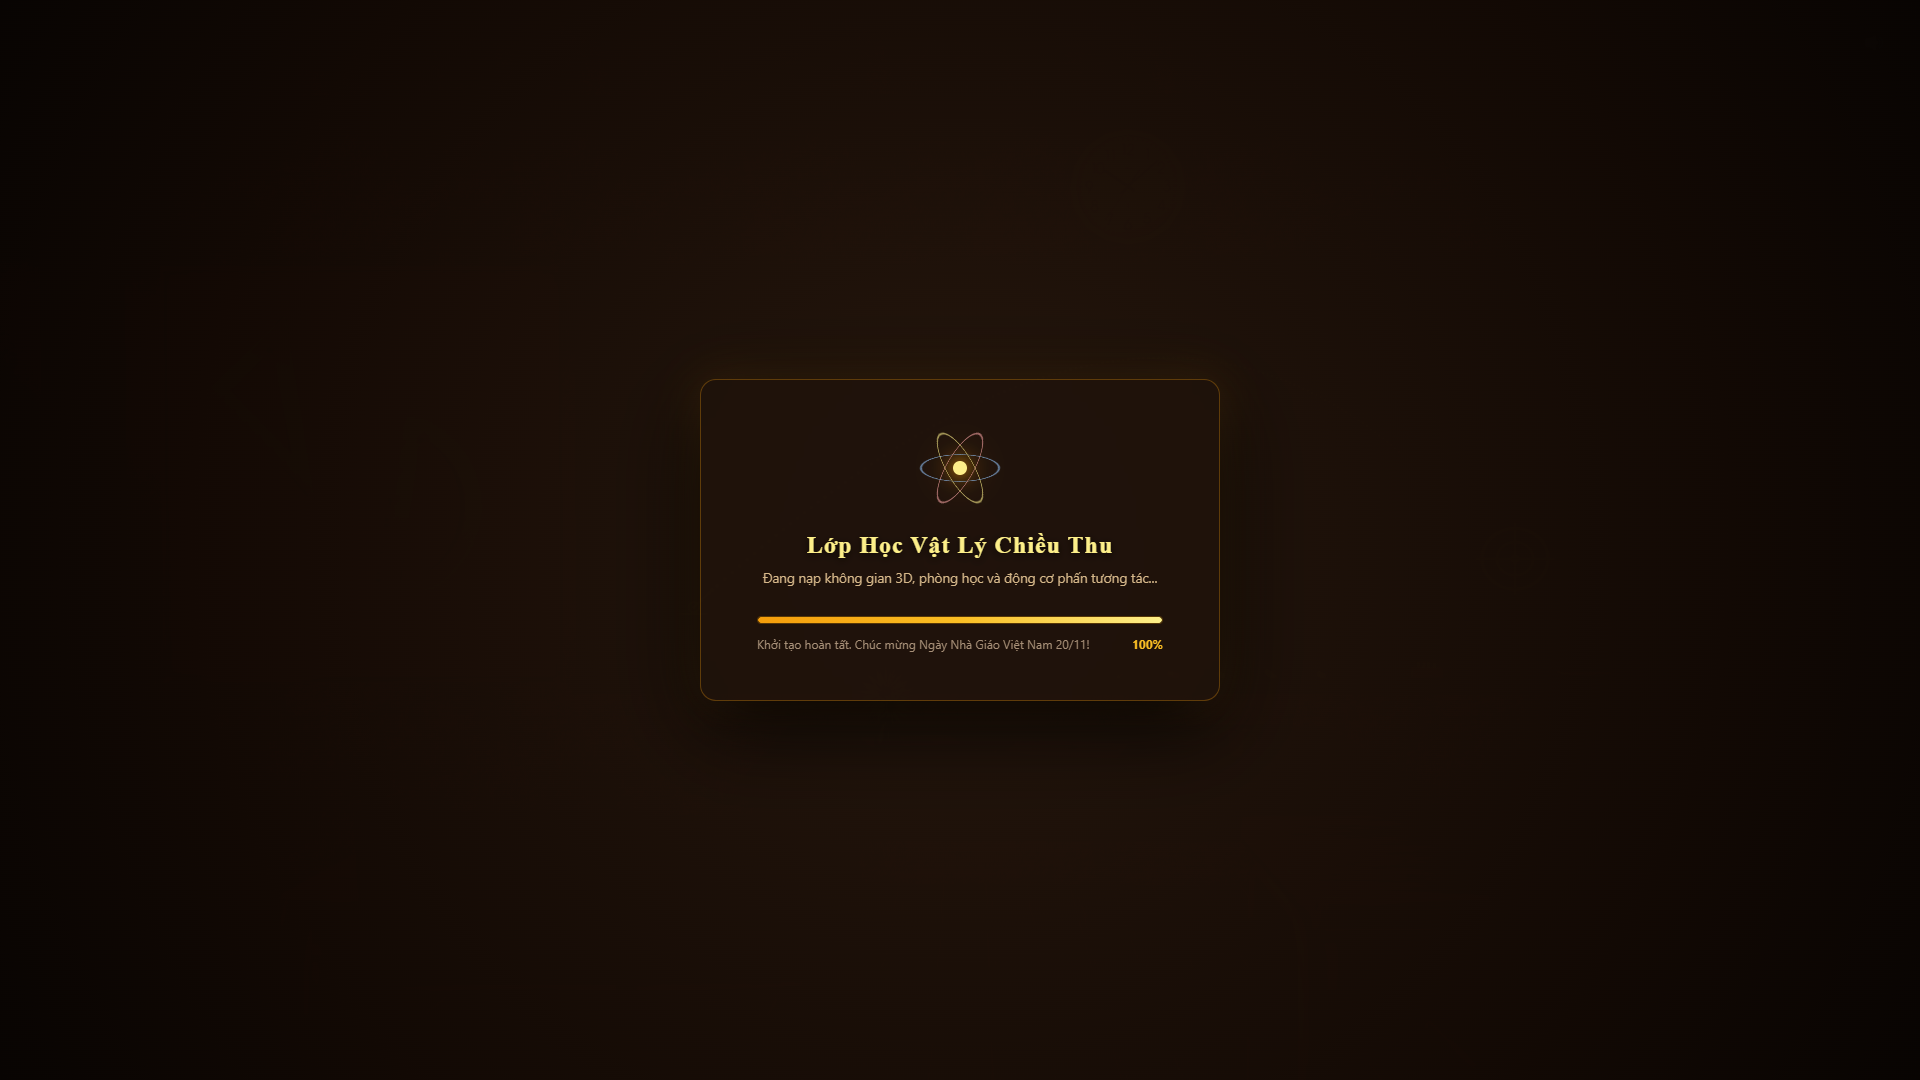 Lớp Học Vật Lý Chiều Thu
Đang nạp không gian 3D, phòng học và động cơ phấn tương tác...
Khởi tạo hoàn tất. Chúc mừng Ngày Nhà Giáo Việt Nam 20/11! 100%